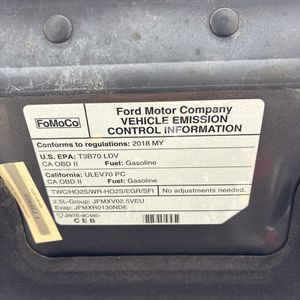 FoMoCo
Ford Motor Company
VEHICLE EMISSION
CONTROL INFORMATION
Conforms to regulations: 2018 MY
U.S. EPA: T3B70 LDV
CA OBD II Fuel: Gasoline
California: ULEV70 PC
CA OBD II Fuel: Gasoline
TWC/HO2S/WR-HO2S/EGR/SFI No adjustments needed.
2.5L-Group: JFMXV02.5VEU
Evap: JFMXR0130NDE
JW7E-9C485-
CEB